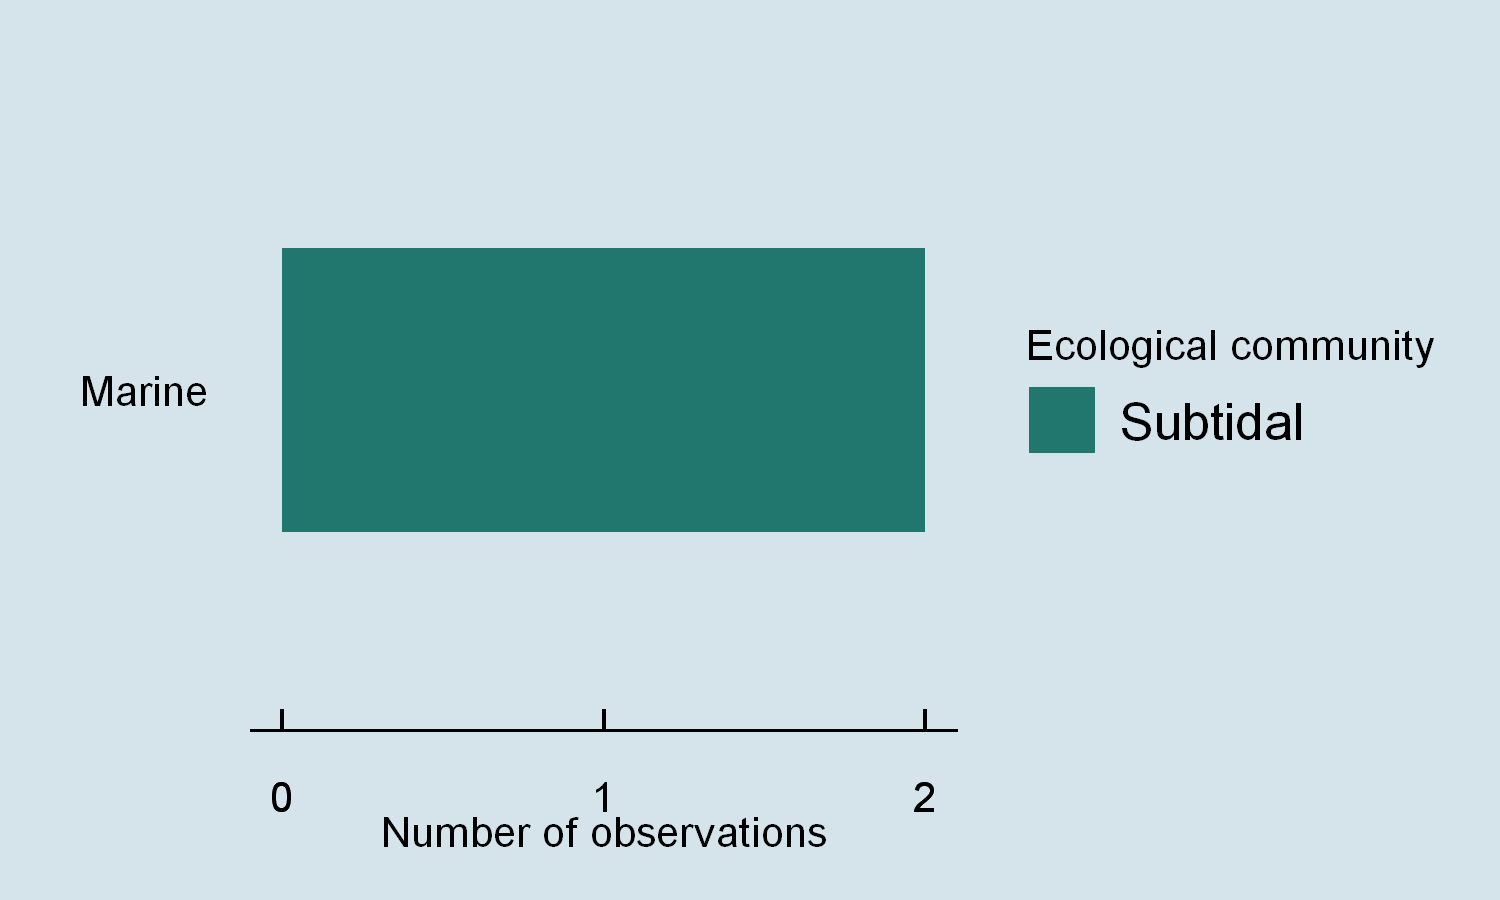 Marine
Ecological community
Subtidal
0 1 2
Number of observations